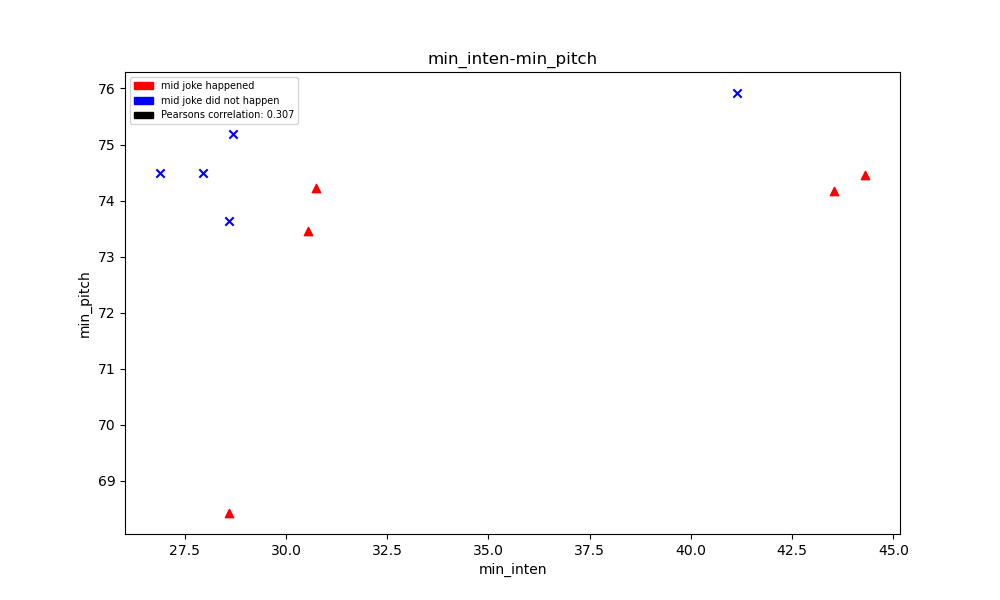 min_inten-min_pitch
mid joke happened
mid joke did not happen
Pearsons correlation: 0.307
76
75
74
73
72
71
70
69
min_pitch
27.5 30.0 32.5 35.0 37.5 40.0 42.5 45.0
min_inten